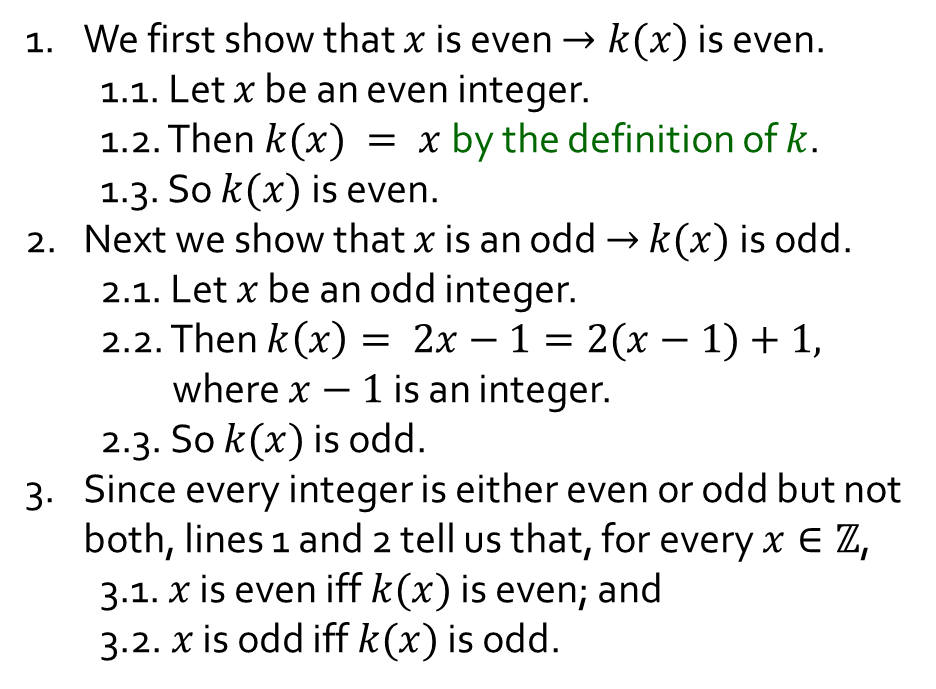 1. We first show that x is even → k(x) is even.
1.1. Let x be an even integer.
1.2. Then k(x) = x by the definition of k.
1.3. So k(x) is even.
2. Next we show that x is an odd → k(x) is odd.
2.1. Let x be an odd integer.
2.2. Then k(x) = 2x − 1 = 2(x − 1) + 1,
where x − 1 is an integer.
2.3. So k(x) is odd.
3. Since every integer is either even or odd but not
both, lines 1 and 2 tell us that, for every x ∈ ℤ,
3.1. x is even iff k(x) is even; and
3.2. x is odd iff k(x) is odd.